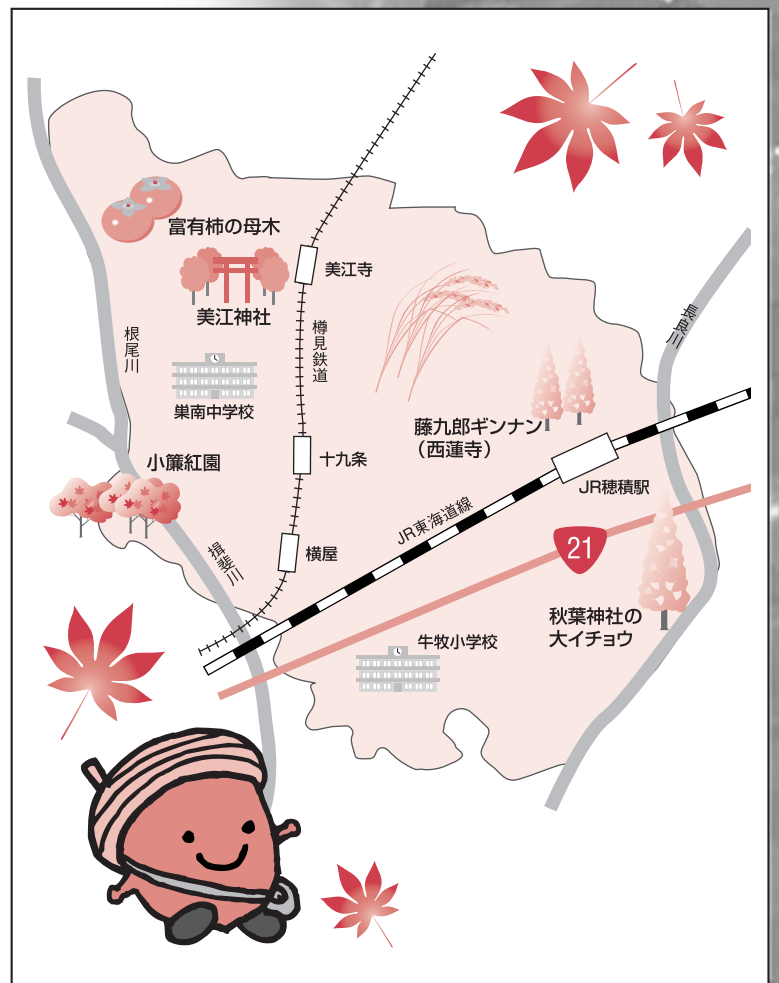 富有柿の母木
美江寺
美江神社
樽見鉄道
長良川
根尾川
巣南中学校
藤九郎ギンナン
（西蓮寺）
小簾紅園
十九条
JR穂積駅
JR東海道線
揖斐川
横屋
21
秋葉神社の
大イチョウ
牛牧小学校